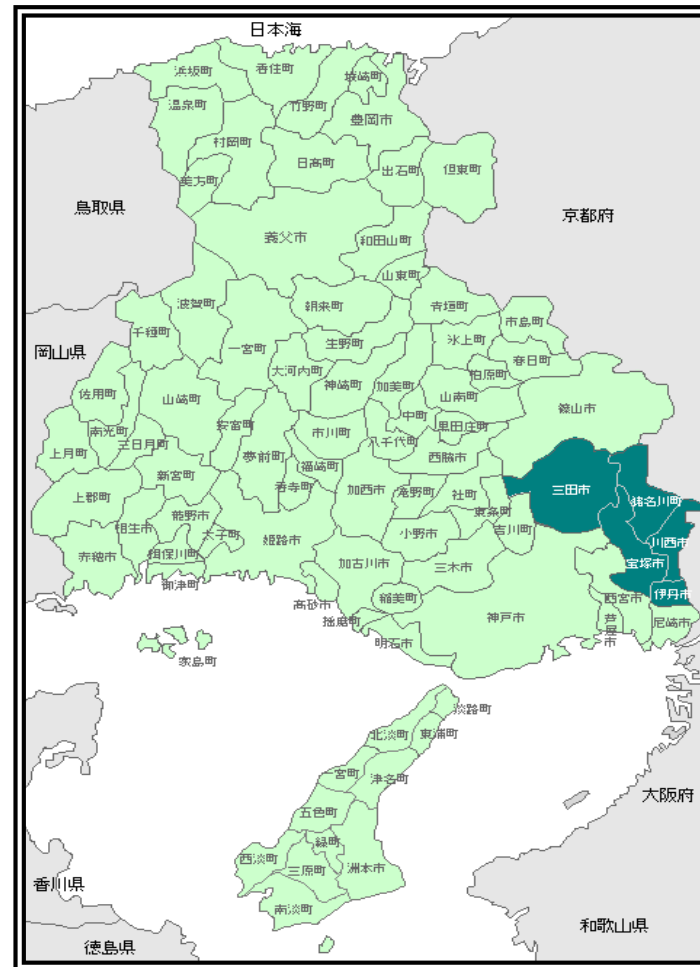 日本海
浜坂町
香住町
城崎町
竹野町
温泉町
豊岡市
村岡町
日高町
出石町
但東町
美方町
鳥取県
京都府
養父市
和田山町
山東町
波賀町
朝来町
青垣町
千種町
市島町
岡山県
一宮町
生野町
氷上町
春日町
大河内町
神崎町
加美町
柏原町
佐用町
山崎町
山南町
篠山市
中町
南光町
安富町
市川町
黒田庄町
上月町
三日月町
八千代町
夢前町
西脇市
新宮町
福崎町
三田市
上郡町
香寺町
加西市
滝野町
社町
猪名川町
龍野市
東条町
相生市
太子町
小野市
吉川町
川西市
赤穂市
揖保川町
姫路市
加古川市
三木市
宝塚市
御津町
伊丹市
高砂市
稲美町
西宮市
播磨町
神戸市
芦屋市
尼崎市
明石市
家島町
淡路町
北淡町
東浦町
一宮町
津名町
大阪府
五色町
緑町
西淡町
三原町
洲本市
香川県
南淡町
和歌山県
徳島県